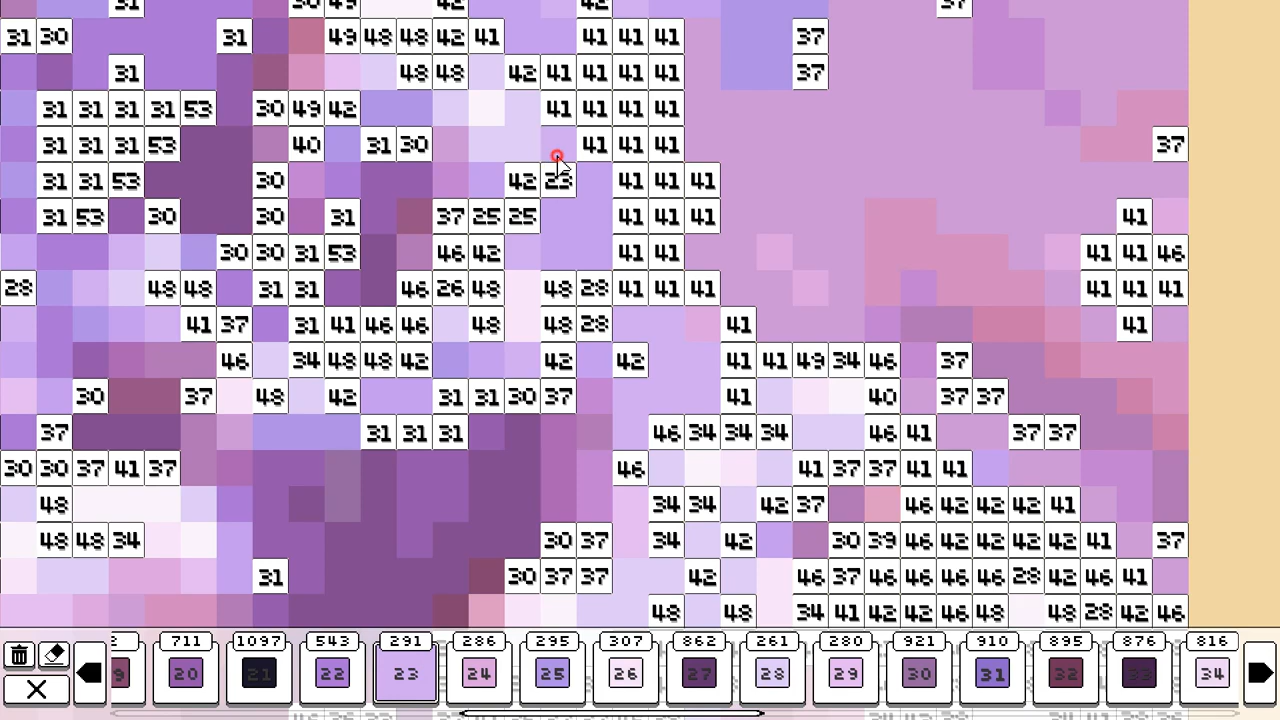 31 30 49 42 42 37
31 30 31 49 48 48 42 41 41 41 41 37
31 48 48 42 41 41 41 41 37
31 31 31 31 53 30 49 42 41 41 41 41
31 31 31 53 40 31 30 41 41 41 37
31 31 53 30 42 23 41 41 41
31 53 30 30 31 37 25 25 41 41 41 41
30 30 31 53 46 42 41 41 41 41 46
28 48 48 31 31 46 26 48 48 28 41 41 41 41 41 41
41 37 31 41 46 46 48 48 28 41 41
46 34 48 48 42 42 42 41 41 49 34 46 37
30 37 48 42 31 31 30 37 41 40 37 37
37 31 31 31 46 34 34 34 46 41 37 37
30 30 37 41 37 46 41 37 37 41 41
48 34 34 42 37 46 42 42 42 41
48 48 34 30 37 34 42 30 39 46 42 42 42 42 41 37
31 30 37 37 42 46 37 46 46 46 46 28 42 46 41
48 48 34 41 42 42 46 48 48 28 42 46
2 711 1097 543 291 286 295 307 862 261 280 921 910 895 876 816
9 20 21 22 23 24 25 26 27 28 29 30 31 32 33 34